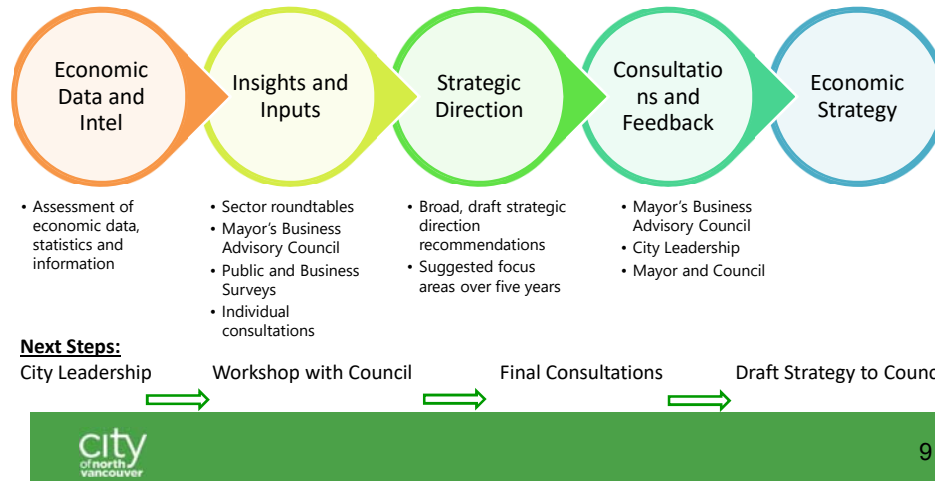 Economic
Data and
Intel
Insights and
Inputs
Strategic
Direction
Consultatio
ns and
Feedback
Economic
Strategy
• Assessment of
economic data,
statistics and
information
• Sector roundtables
• Mayor’s Business
Advisory Council
• Public and Business
Surveys
• Individual
consultations
• Broad, draft strategic
direction
recommendations
• Suggested focus
areas over five years
• Mayor’s Business
Advisory Council
• City Leadership
• Mayor and Council
Next Steps:
City Leadership
Workshop with Council
Final Consultations
Draft Strategy to Counc
city
of north
vancouver
9